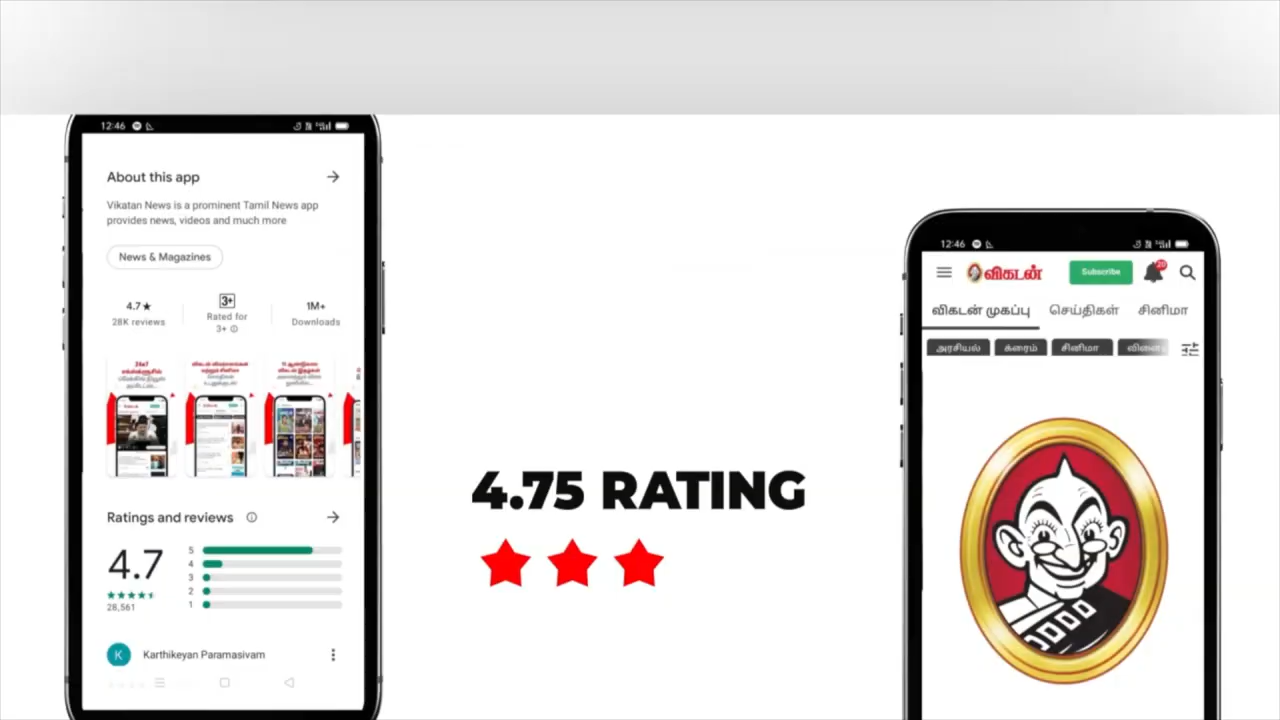 12:46
About this app
Vikatan News is a prominent Tamil News app
provides news, videos and much more
News & Magazines
4.7★
28K reviews
3+
Rated for
3+
1M+
Downloads
24x7
Ratings and reviews
4.7
28,561
5
4
3
2
1
K
Karthikeyan Paramasivam
4.75 RATING
12:46
விகடன்
Subscribe
20
விகடன் முகப்பு
செய்திகள்
சினிமா
அரசியல்
க்ரைம்
சினிமா